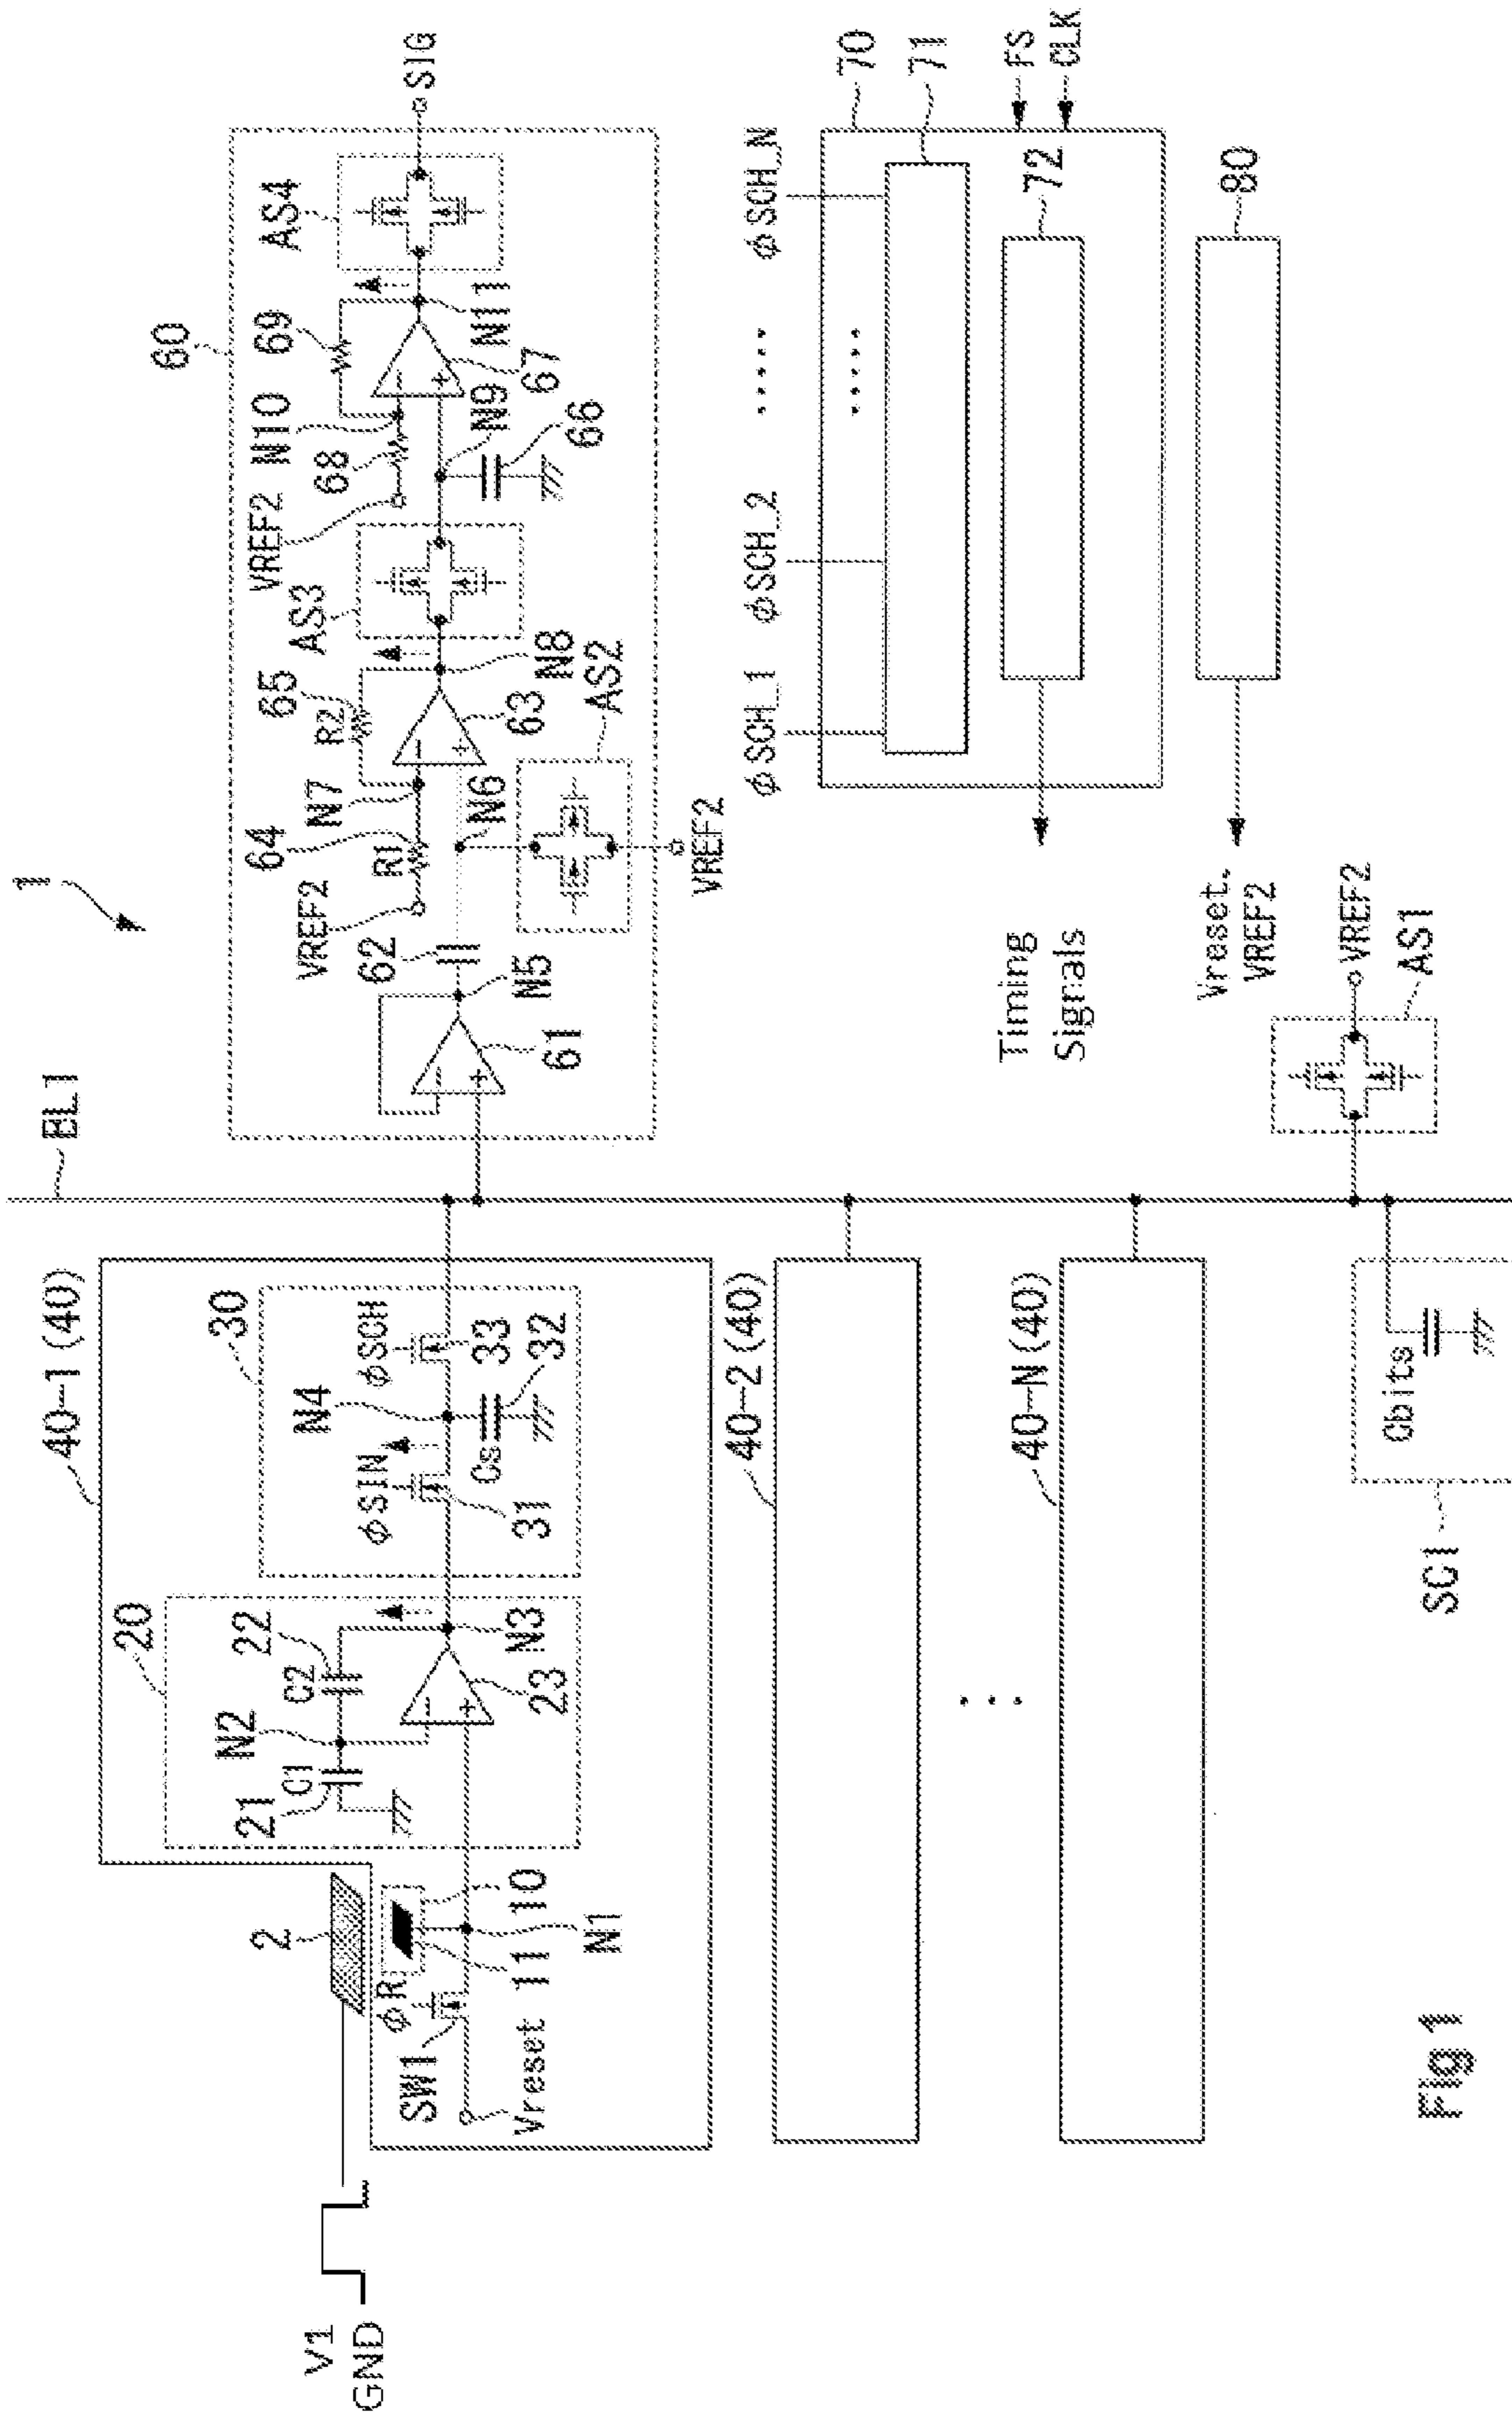 1
V1
GND
2
40-1 (40)
20
N2
C1
21
C2
22
23
N3
ϕR
SW1
Vreset
11
10
N1
30
ϕSIN
31
N4
Cs
ϕSCH
33
32
BL1
40-2 (40)
40-N (40)
SC1
Cbits
AS1
VREF2
60
61
N5
62
VREF2
64
R1
N7
N6
R2
65
63
N8
AS2
VREF2
AS3
VREF2
68
N10
N9
66
69
67
N11
AS4
SIG
ϕSCH_1
ϕSCH_2
.....
ϕSCH_N
.....
70
71
72
FS
CLK
80
Timing
Signals
Vreset.
VREF2
Fig 1